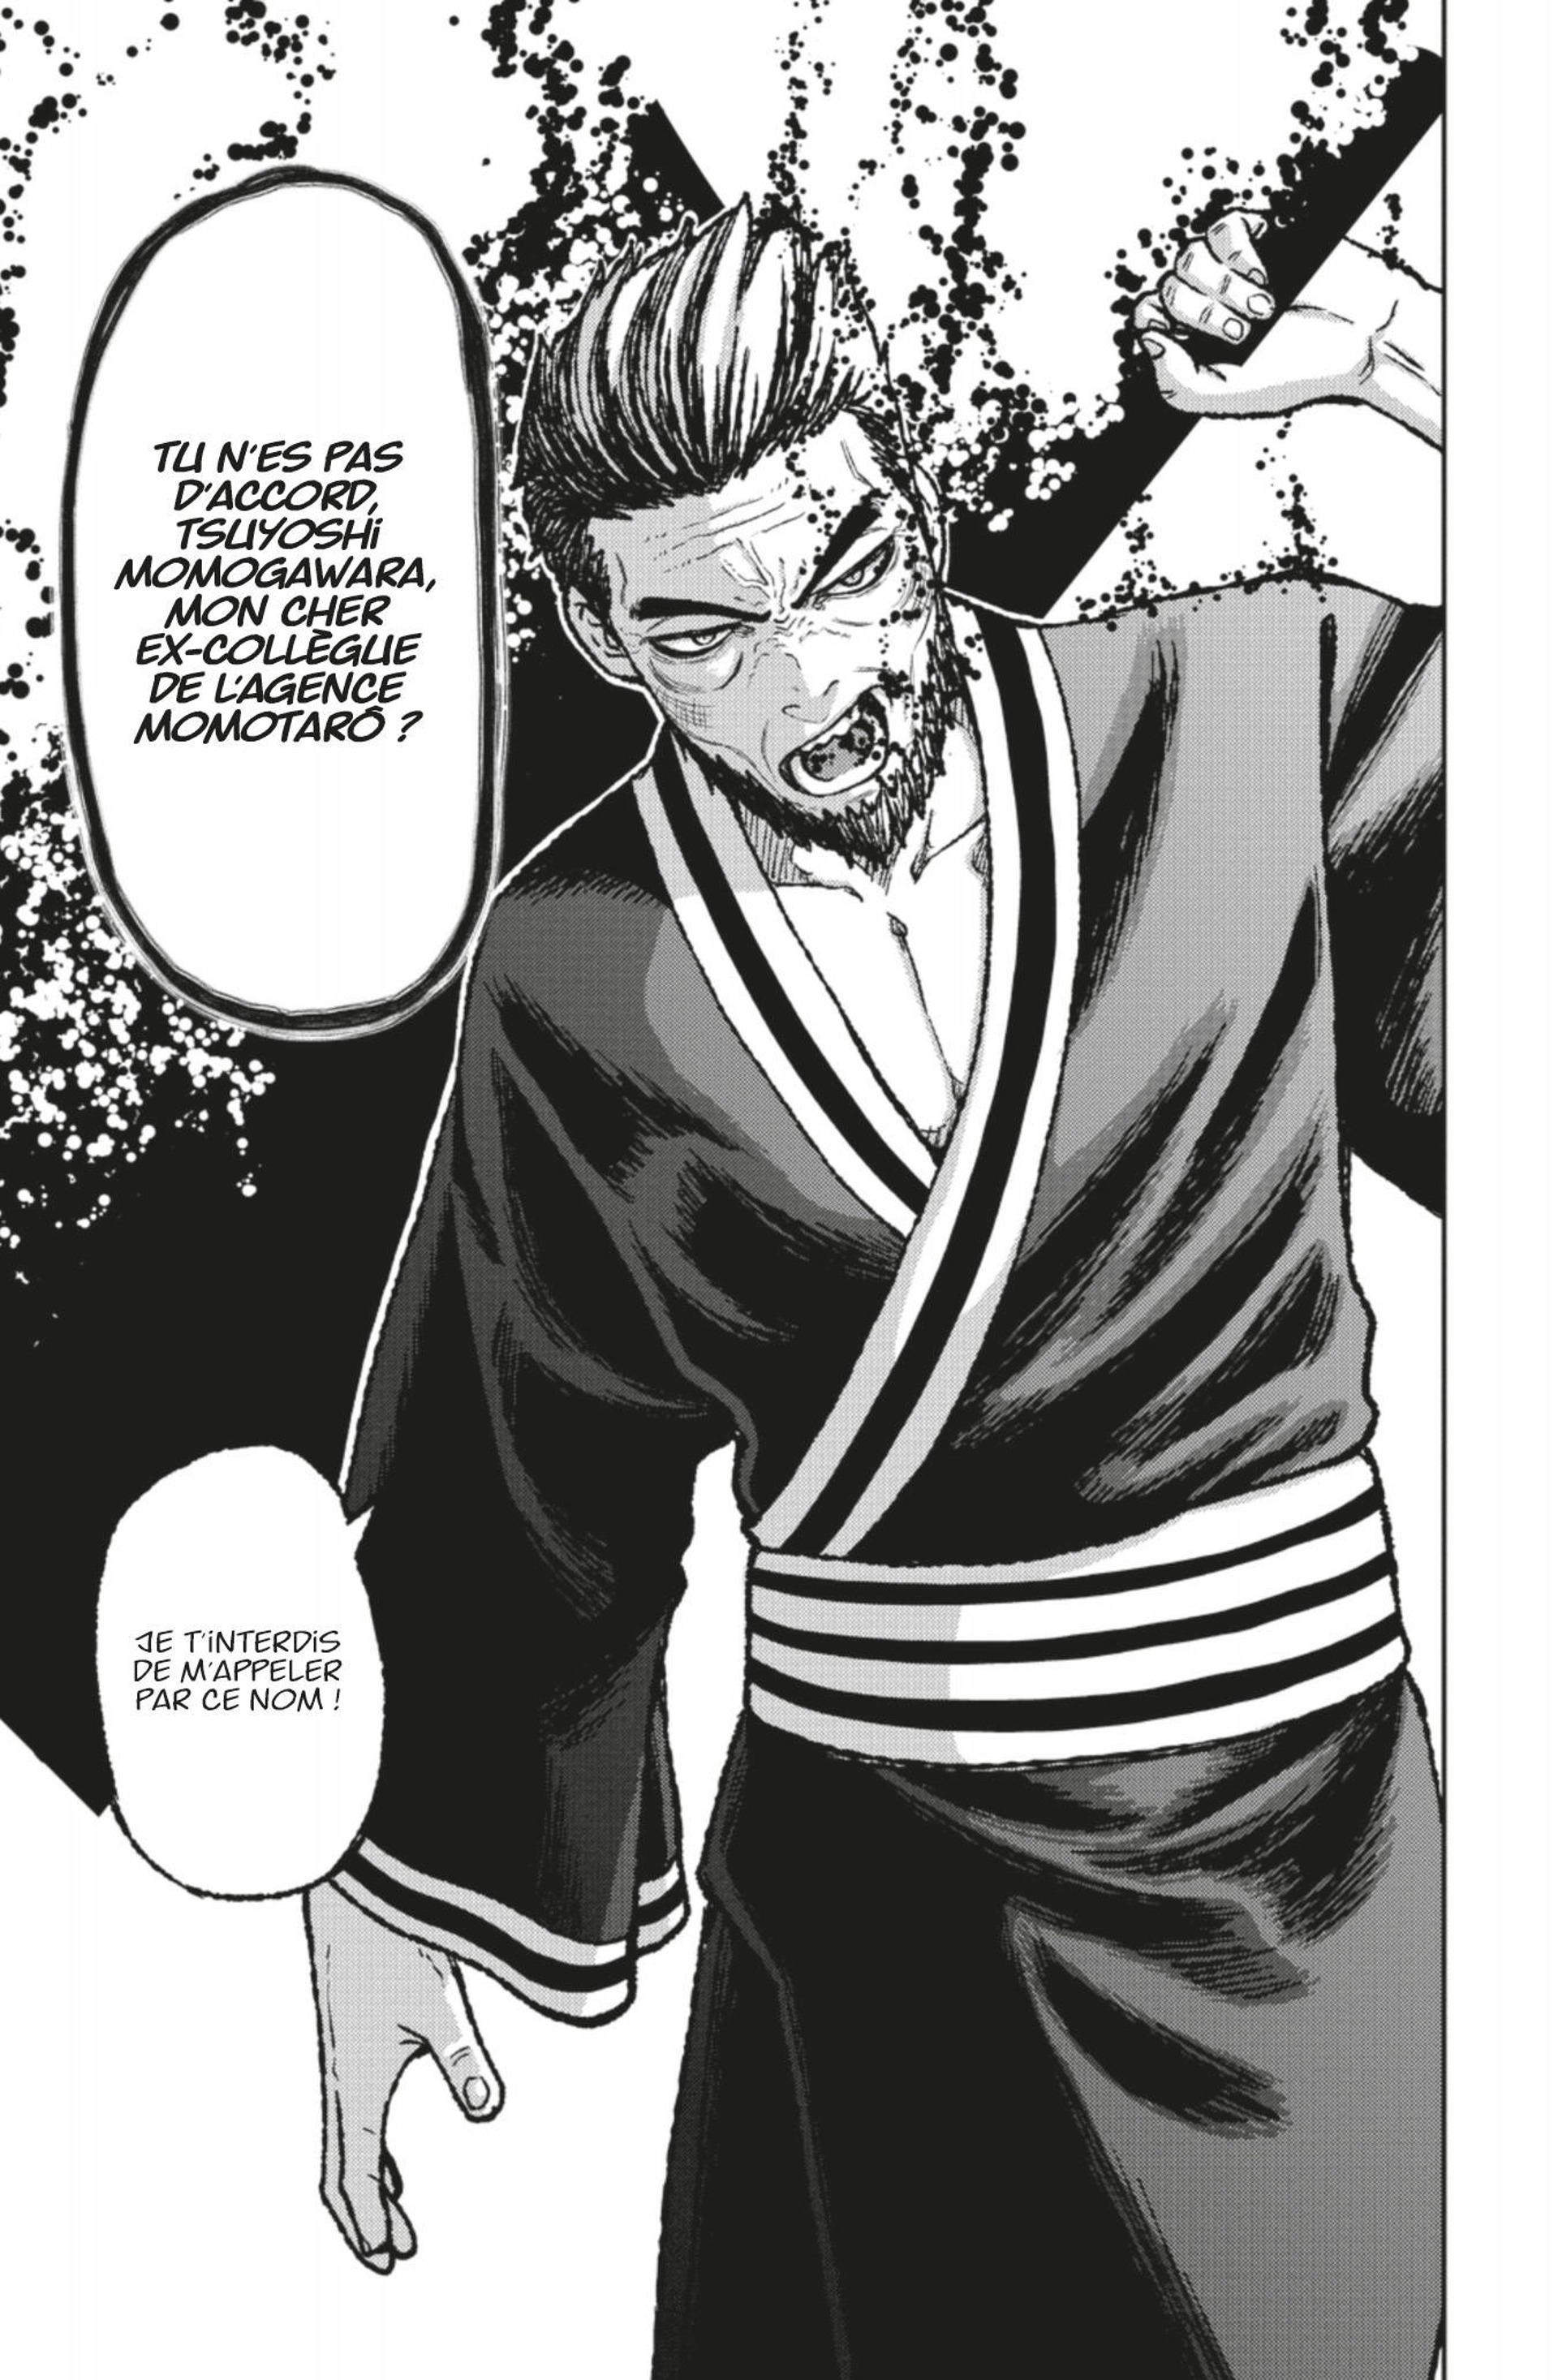 TU N'ES PAS
D'ACCORD,
TSUYOSHi
MOMOGAWARA,
MON CHER
EX-COLLÈGUE
DE L'AGENCE
MOMOTARÔ ?
JE T'iNTERDiS
DE M'APPELER
PAR CE NOM !